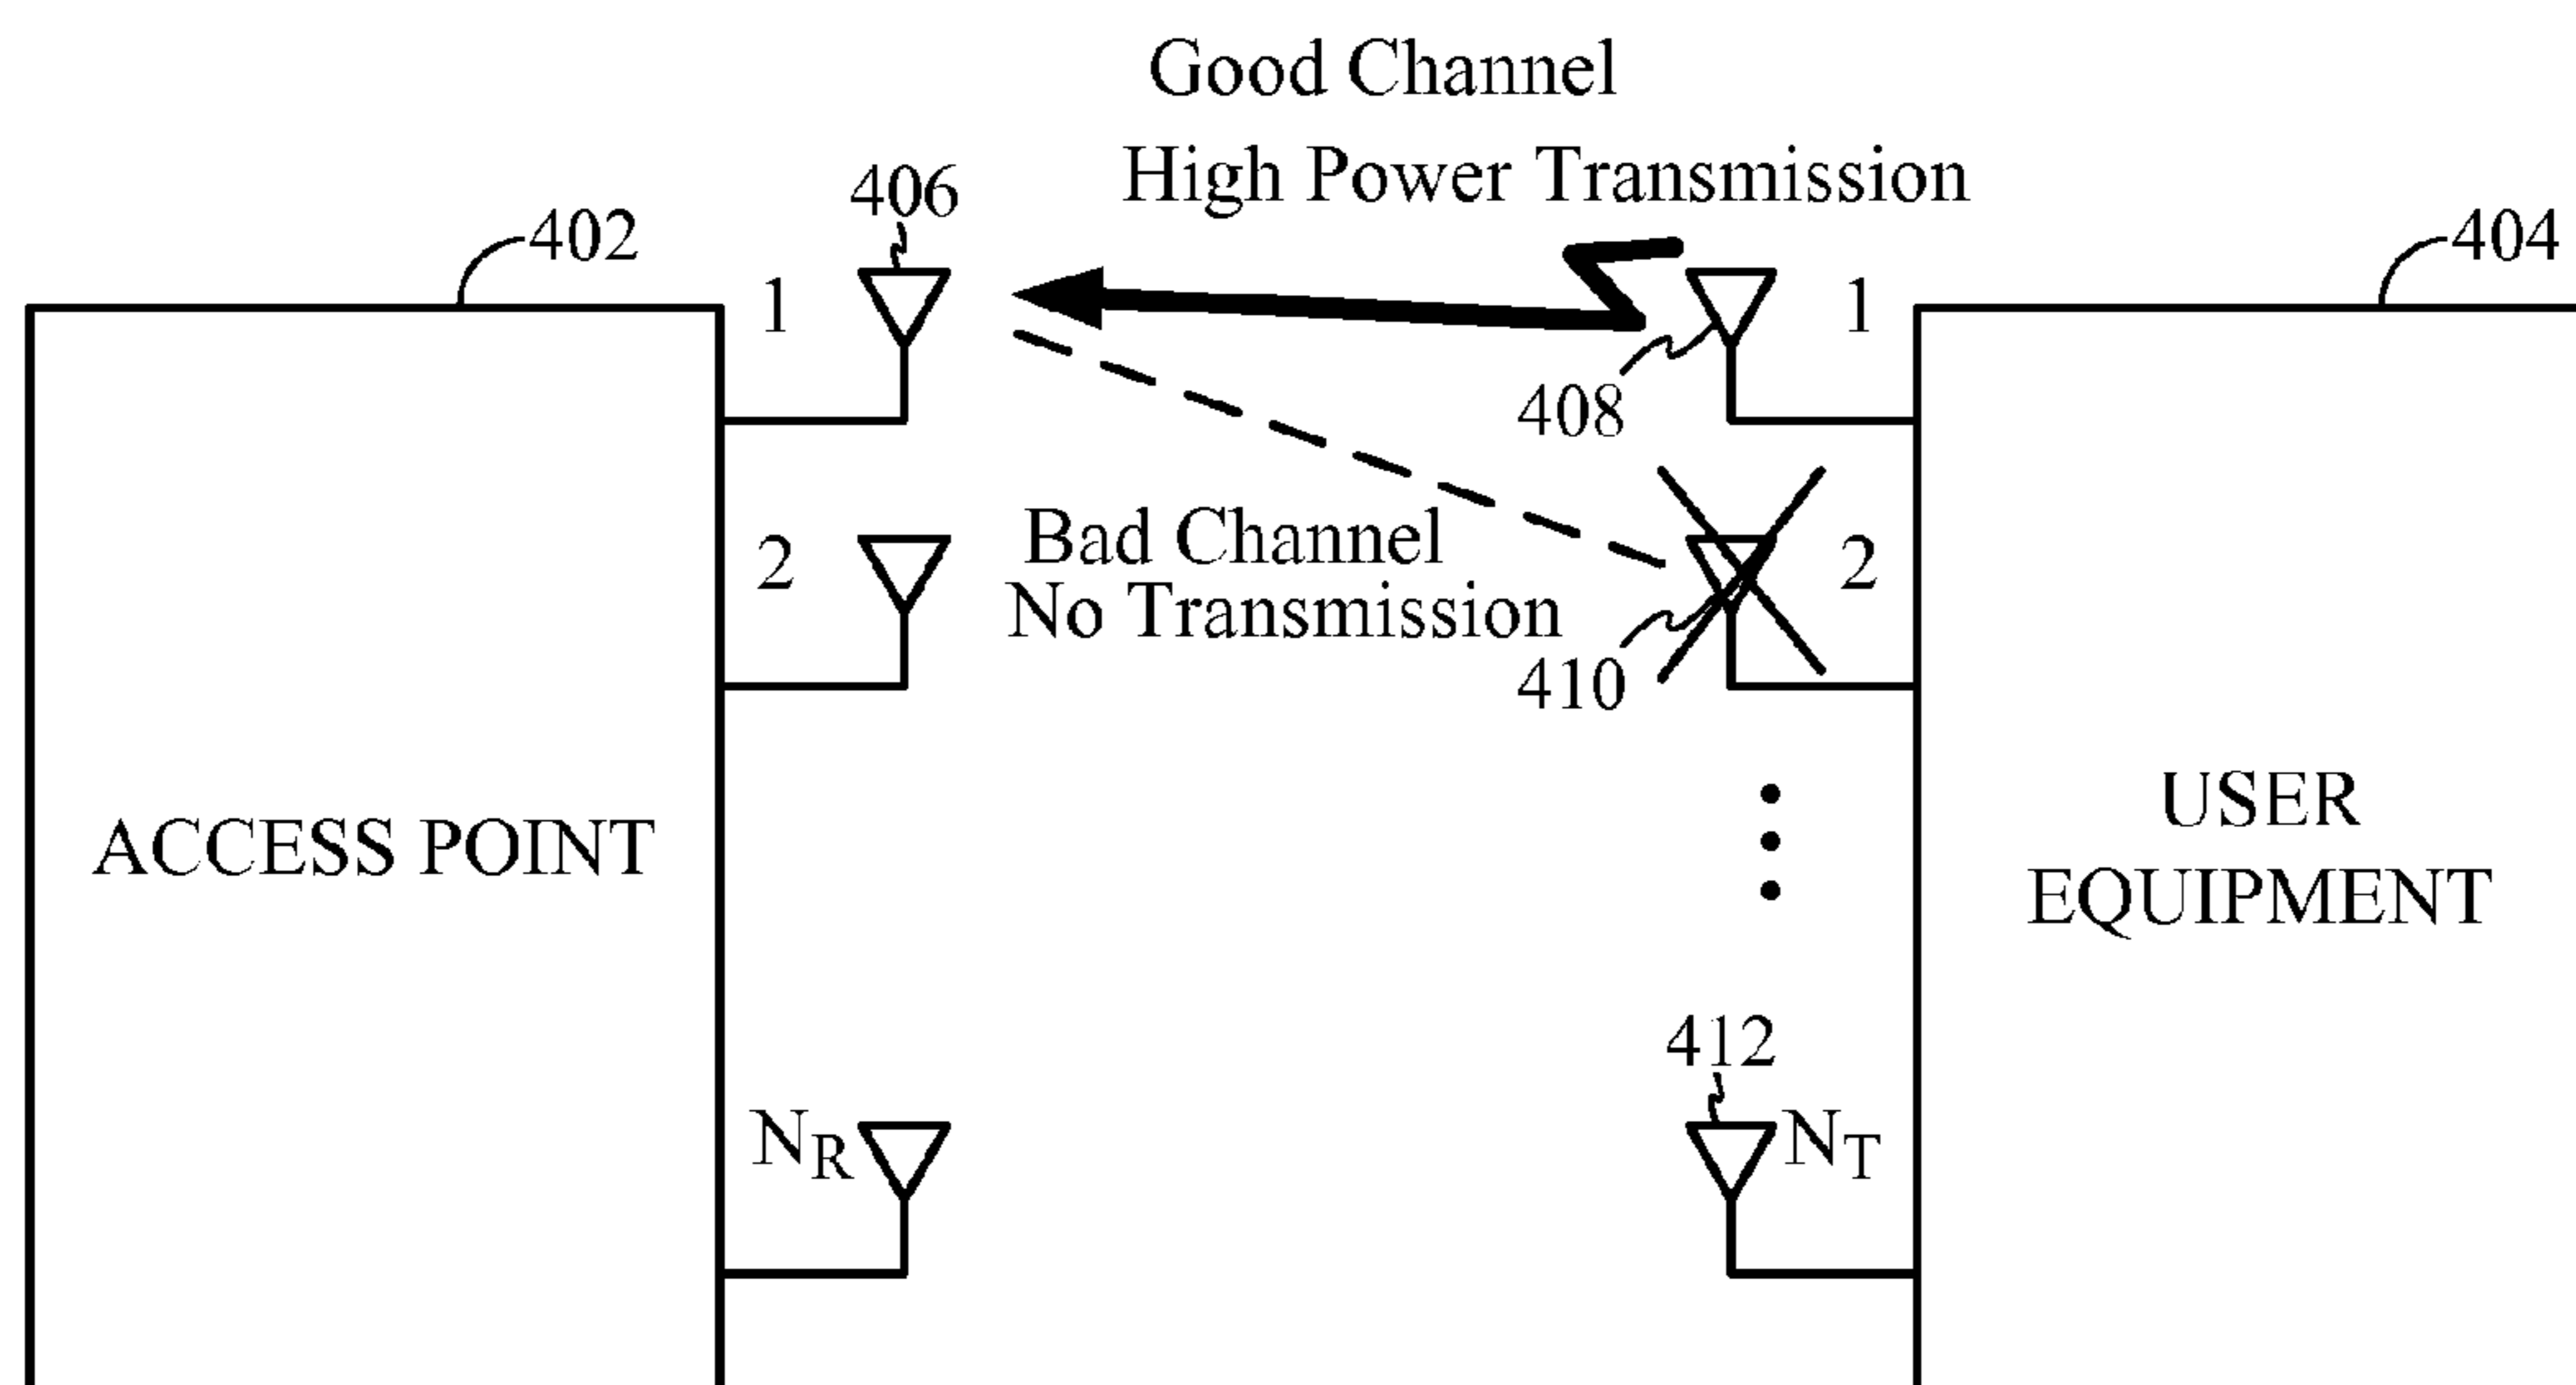 Good Channel
High Power Transmission
406
402
404
1
1
408
Bad Channel
No Transmission
2
2
410
ACCESS POINT
USER
EQUIPMENT
412
NR
NT